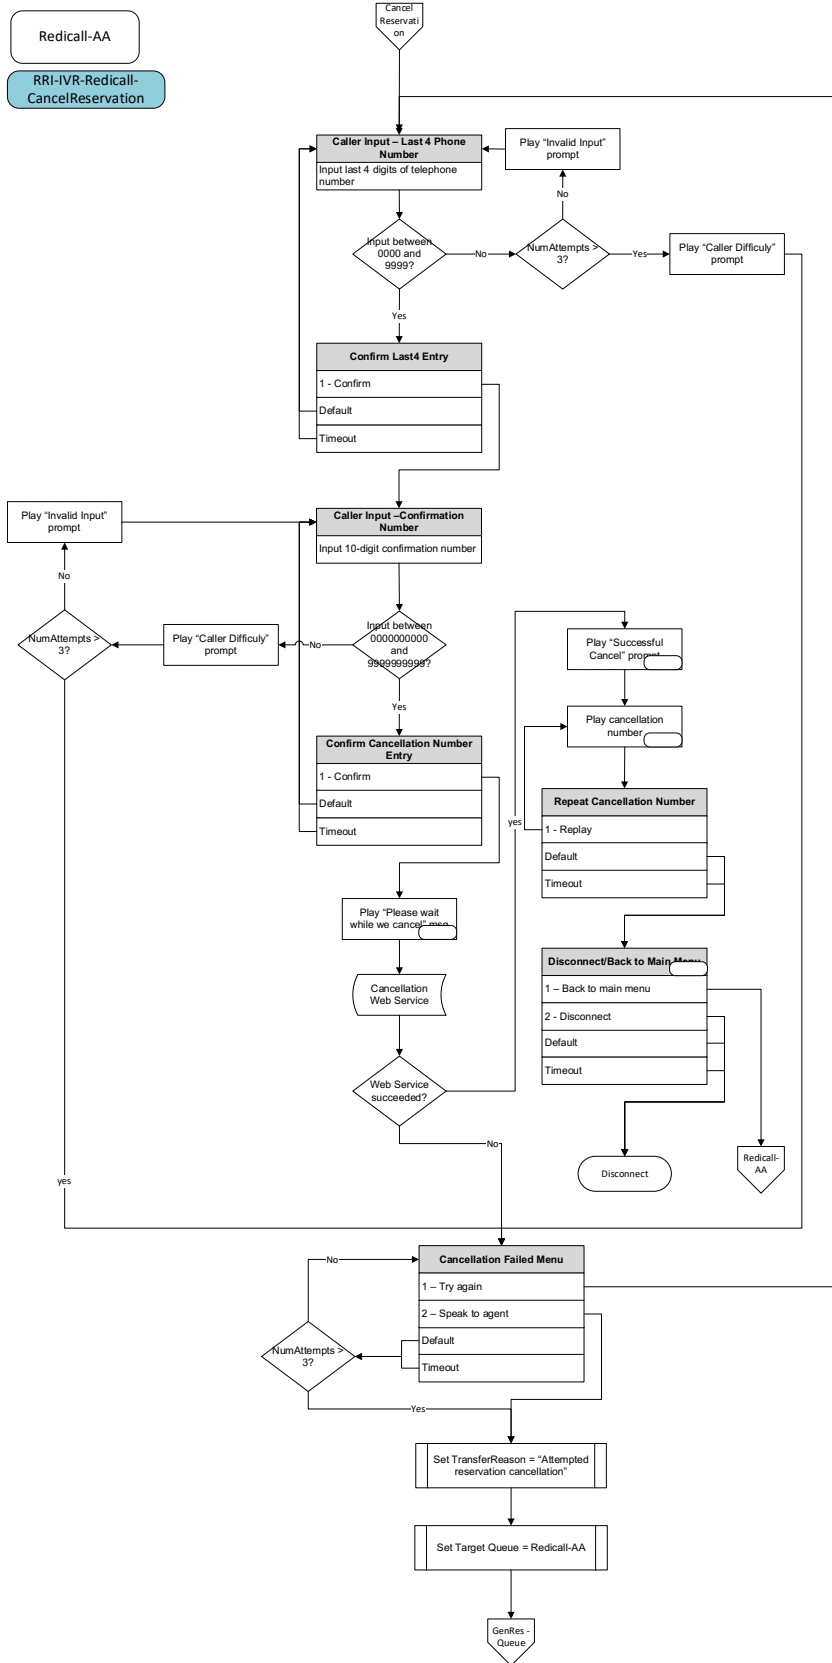 Cancel
Reservati
on
Redicall-AA
RRI-IVR-Redicall-
CancelReservation
Caller Input – Last 4 Phone
Number
Input last 4 digits of telephone
number
Play “Invalid Input”
prompt
No
Input between
0000 and
9999?
No
NumAttempts >
3?
Yes
Play “Caller Difficuly”
prompt
Yes
Confirm Last4 Entry
1 - Confirm
Default
Timeout
Play “Invalid Input”
prompt
Caller Input –Confirmation
Number
Input 10-digit confirmation number
No
NumAttempts >
3?
Play “Caller Difficuly”
prompt
No
Input between
0000000000
and
9999999999?
Yes
Play “Successful
Cancel” prompt
Play cancellation
number
Confirm Cancellation Number
Entry
1 - Confirm
Default
Timeout
yes
Repeat Cancellation Number
1 - Replay
Default
Timeout
Play “Please wait
while we cancel” msg
Disconnect/Back to Main Menu
1 – Back to main menu
2 - Disconnect
Default
Timeout
Cancellation
Web Service
Web Service
succeeded?
No
Disconnect
Redicall-
AA
yes
Cancellation Failed Menu
1 – Try again
2 – Speak to agent
Default
Timeout
No
NumAttempts >
3?
Yes
Set TransferReason = “Attempted
reservation cancellation”
Set Target Queue = Redicall-AA
GenRes -
Queue